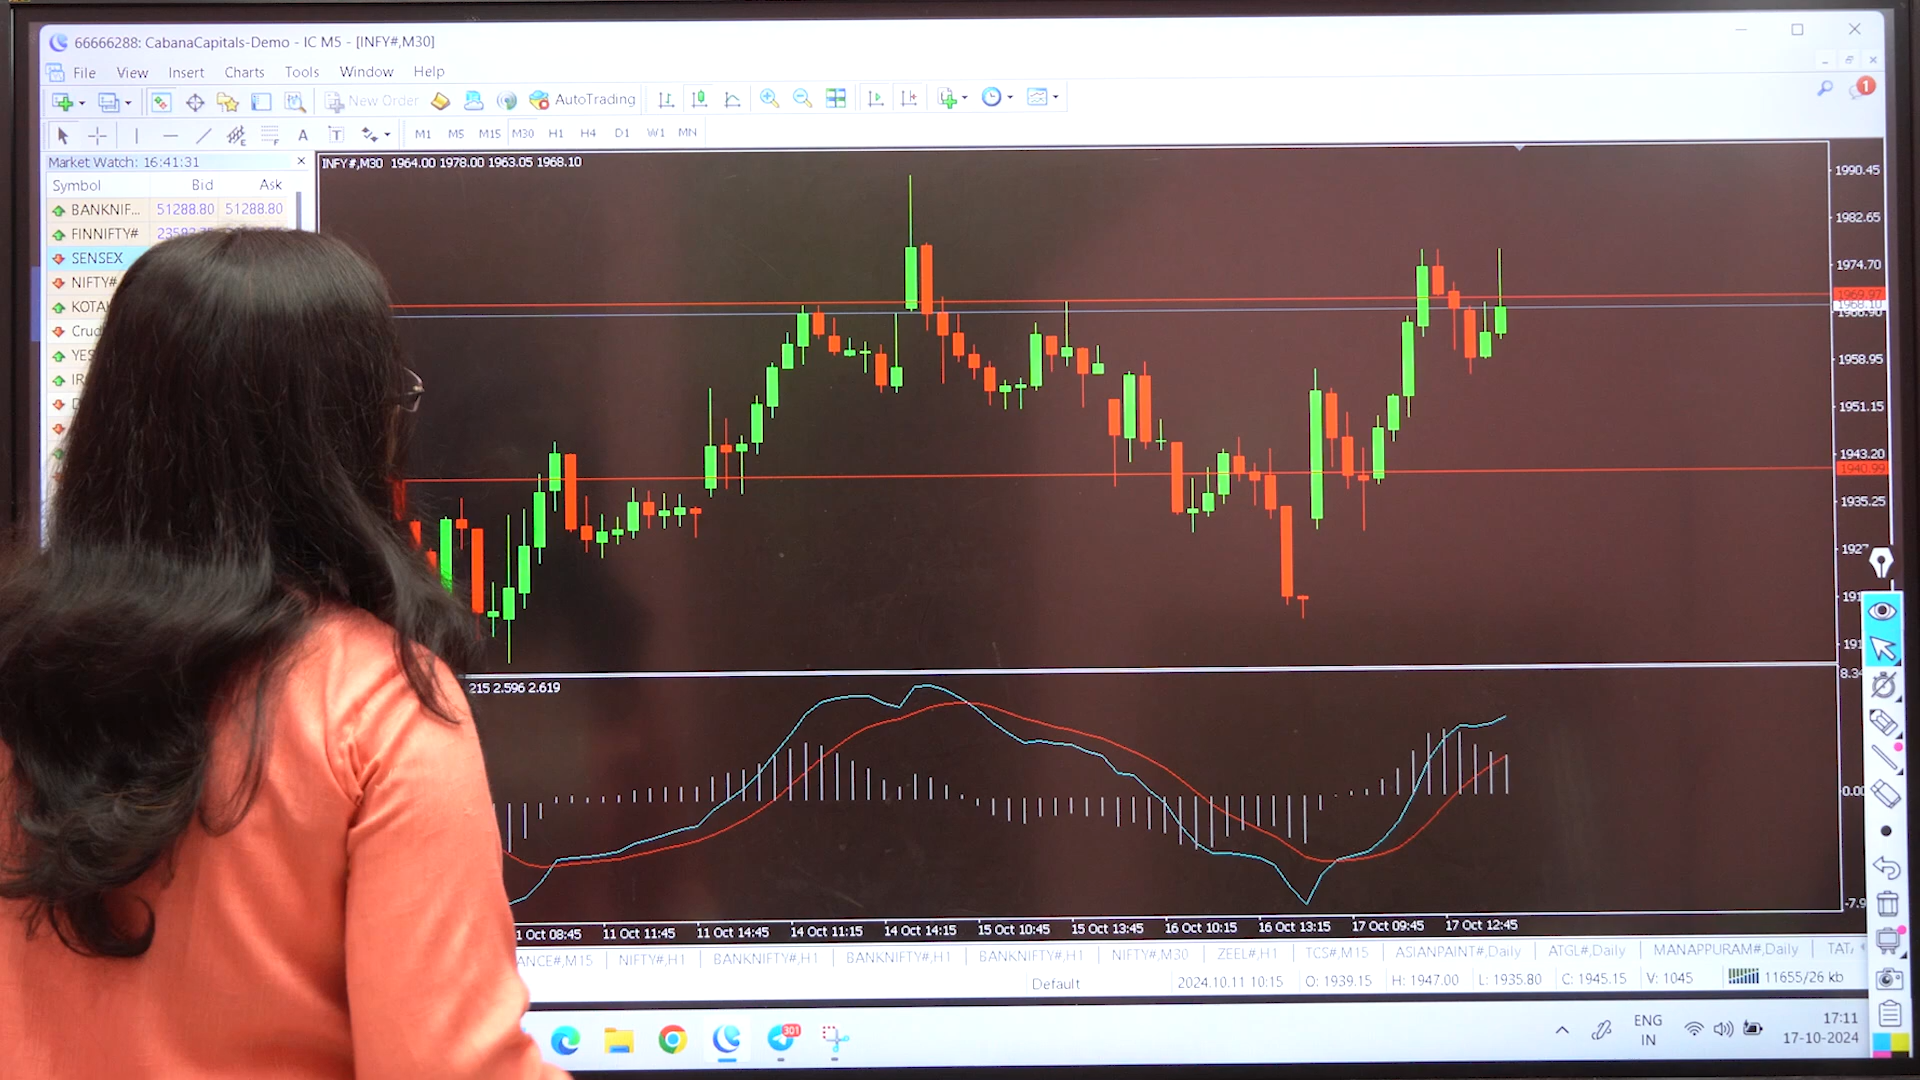 66666288: CabanaCapitals-Demo - IC M5 - [INFY#,M30]
File View Insert Charts Tools Window Help
New Order AutoTrading 1
A T M1 M5 M15 M30 H1 H4 D1 W1 MN
Market Watch: 16:41:31
Symbol Bid Ask
BANKNIF... 51288.80 51288.80
FINNIFTY#
SENSEX
NIFTY#
INFY#,M30 1964.00 1978.00 1963.05 1968.10
1990.45
1982.65
1974.70
1969.97
1958.95
1951.15
1943.20
1940.99
1935.25
215 2.596 2.619
11 Oct 11:45 11 Oct 14:45 14 Oct 11:15 14 Oct 14:15 15 Oct 10:45 15 Oct 13:45 16 Oct 10:15 16 Oct 13:15 17 Oct 09:45 17 Oct 12:45
NIFTY#,H1 BANKNIFTY#,H1 BANKNIFTY#,H1 BANKNIFTY#,H1 NIFTY#,M30 ZEEL#,H1 TCS#,M15 ASIANPAINT#,Daily ATGL#,Daily MANAPPURAM#,Daily
Default 2024.10.11 10:15 O: 1939.15 H: 1947.00 L: 1935.80 C: 1945.15 V: 1045 11655/26 kb
301
ENG
IN
17:11
17-10-2024